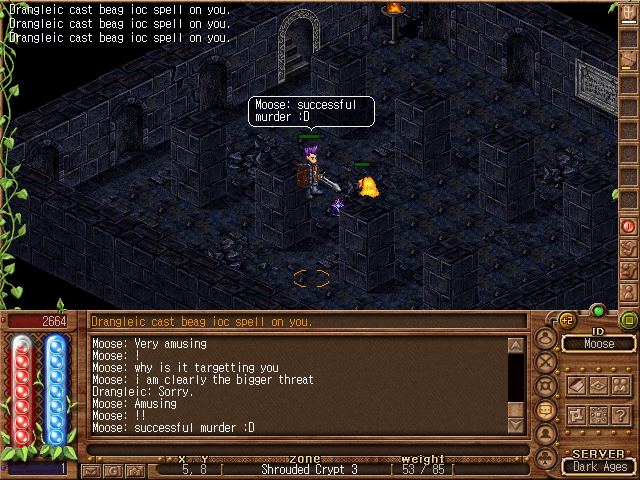 Drangleic cast beag ioc spell on you.
Drangleic cast beag ioc spell on you.
Drangleic cast beag ioc spell on you.
Moose: successful
murder :D
2664
Drangleic cast beag ioc spell on you.
+2
ID
Moose
Moose: Very amusing
Moose: !
Moose: why is it targetting you
Moose: i am clearly the bigger threat
Drangleic: Sorry.
Moose: Amusing
Moose: !!
Moose: successful murder :D
1
X Y
ZONE
weight
5, 8
Shrouded Crypt 3
53 / 85
SERVER
Dark Ages